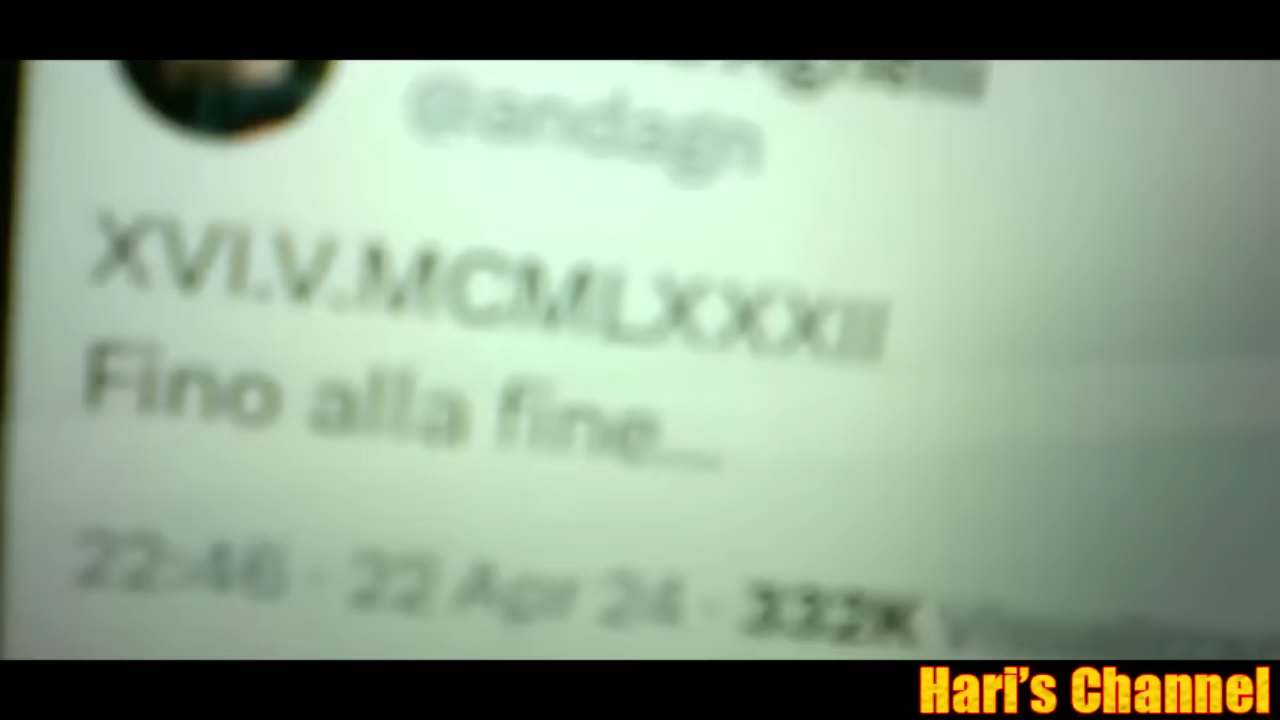 @andagn
XVI.V.MCMLXXXIII
Fino alla fine...
22:46 · 22 Apr 24 · 332K
Hari's Channel